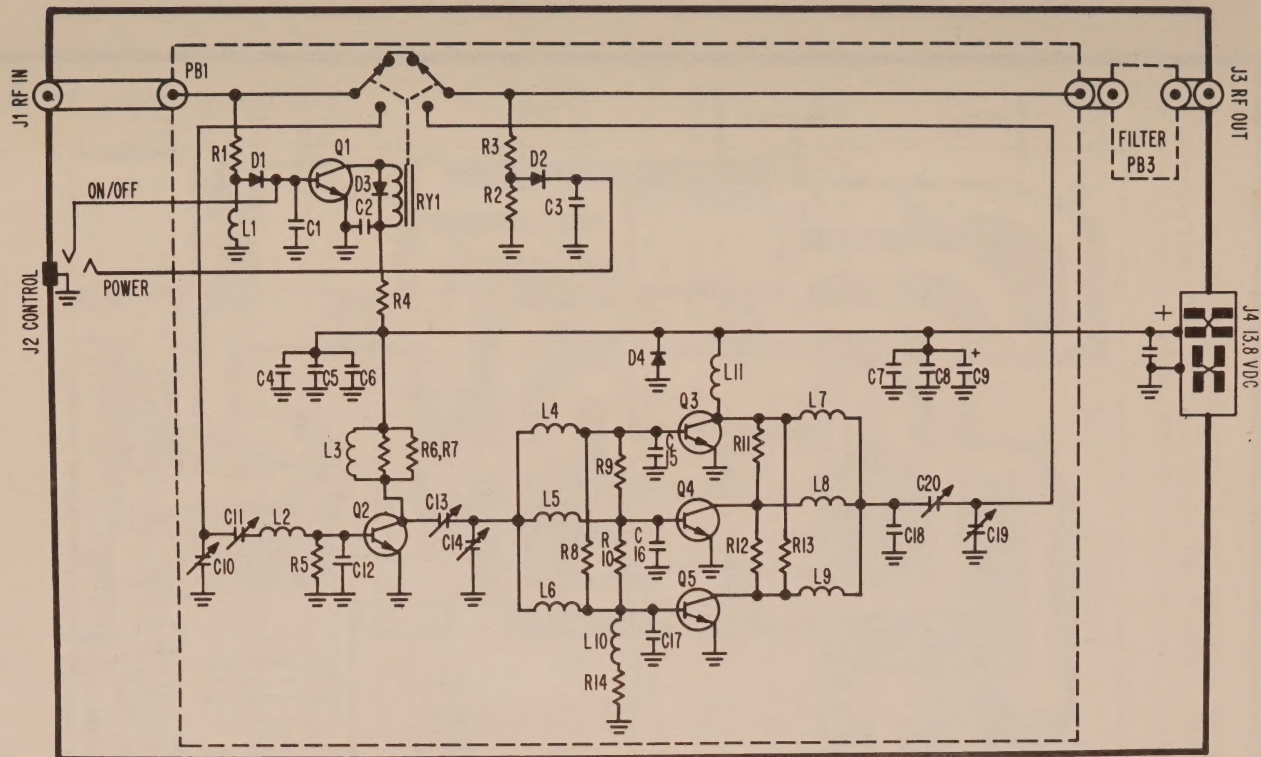 J1 RF IN
PB1
J3 RF OUT
FILTER
PB3
R1
D1
Q1
D3
RY1
R3
D2
R2
C3
ON/OFF
L1
C1
C2
J2 CONTROL
POWER
R4
+
J4 13.8 VDC
C4
C5
C6
D4
L11
C7
C8
C9
+
L3
R6,R7
L4
Q3
R11
L7
R9
C
15
C11
L2
Q2
C13
L5
Q4
L8
C20
C10
R5
C12
C14
R8
R
10
C
16
R12
R13
C18
C19
L6
Q5
L9
L10
C17
R14